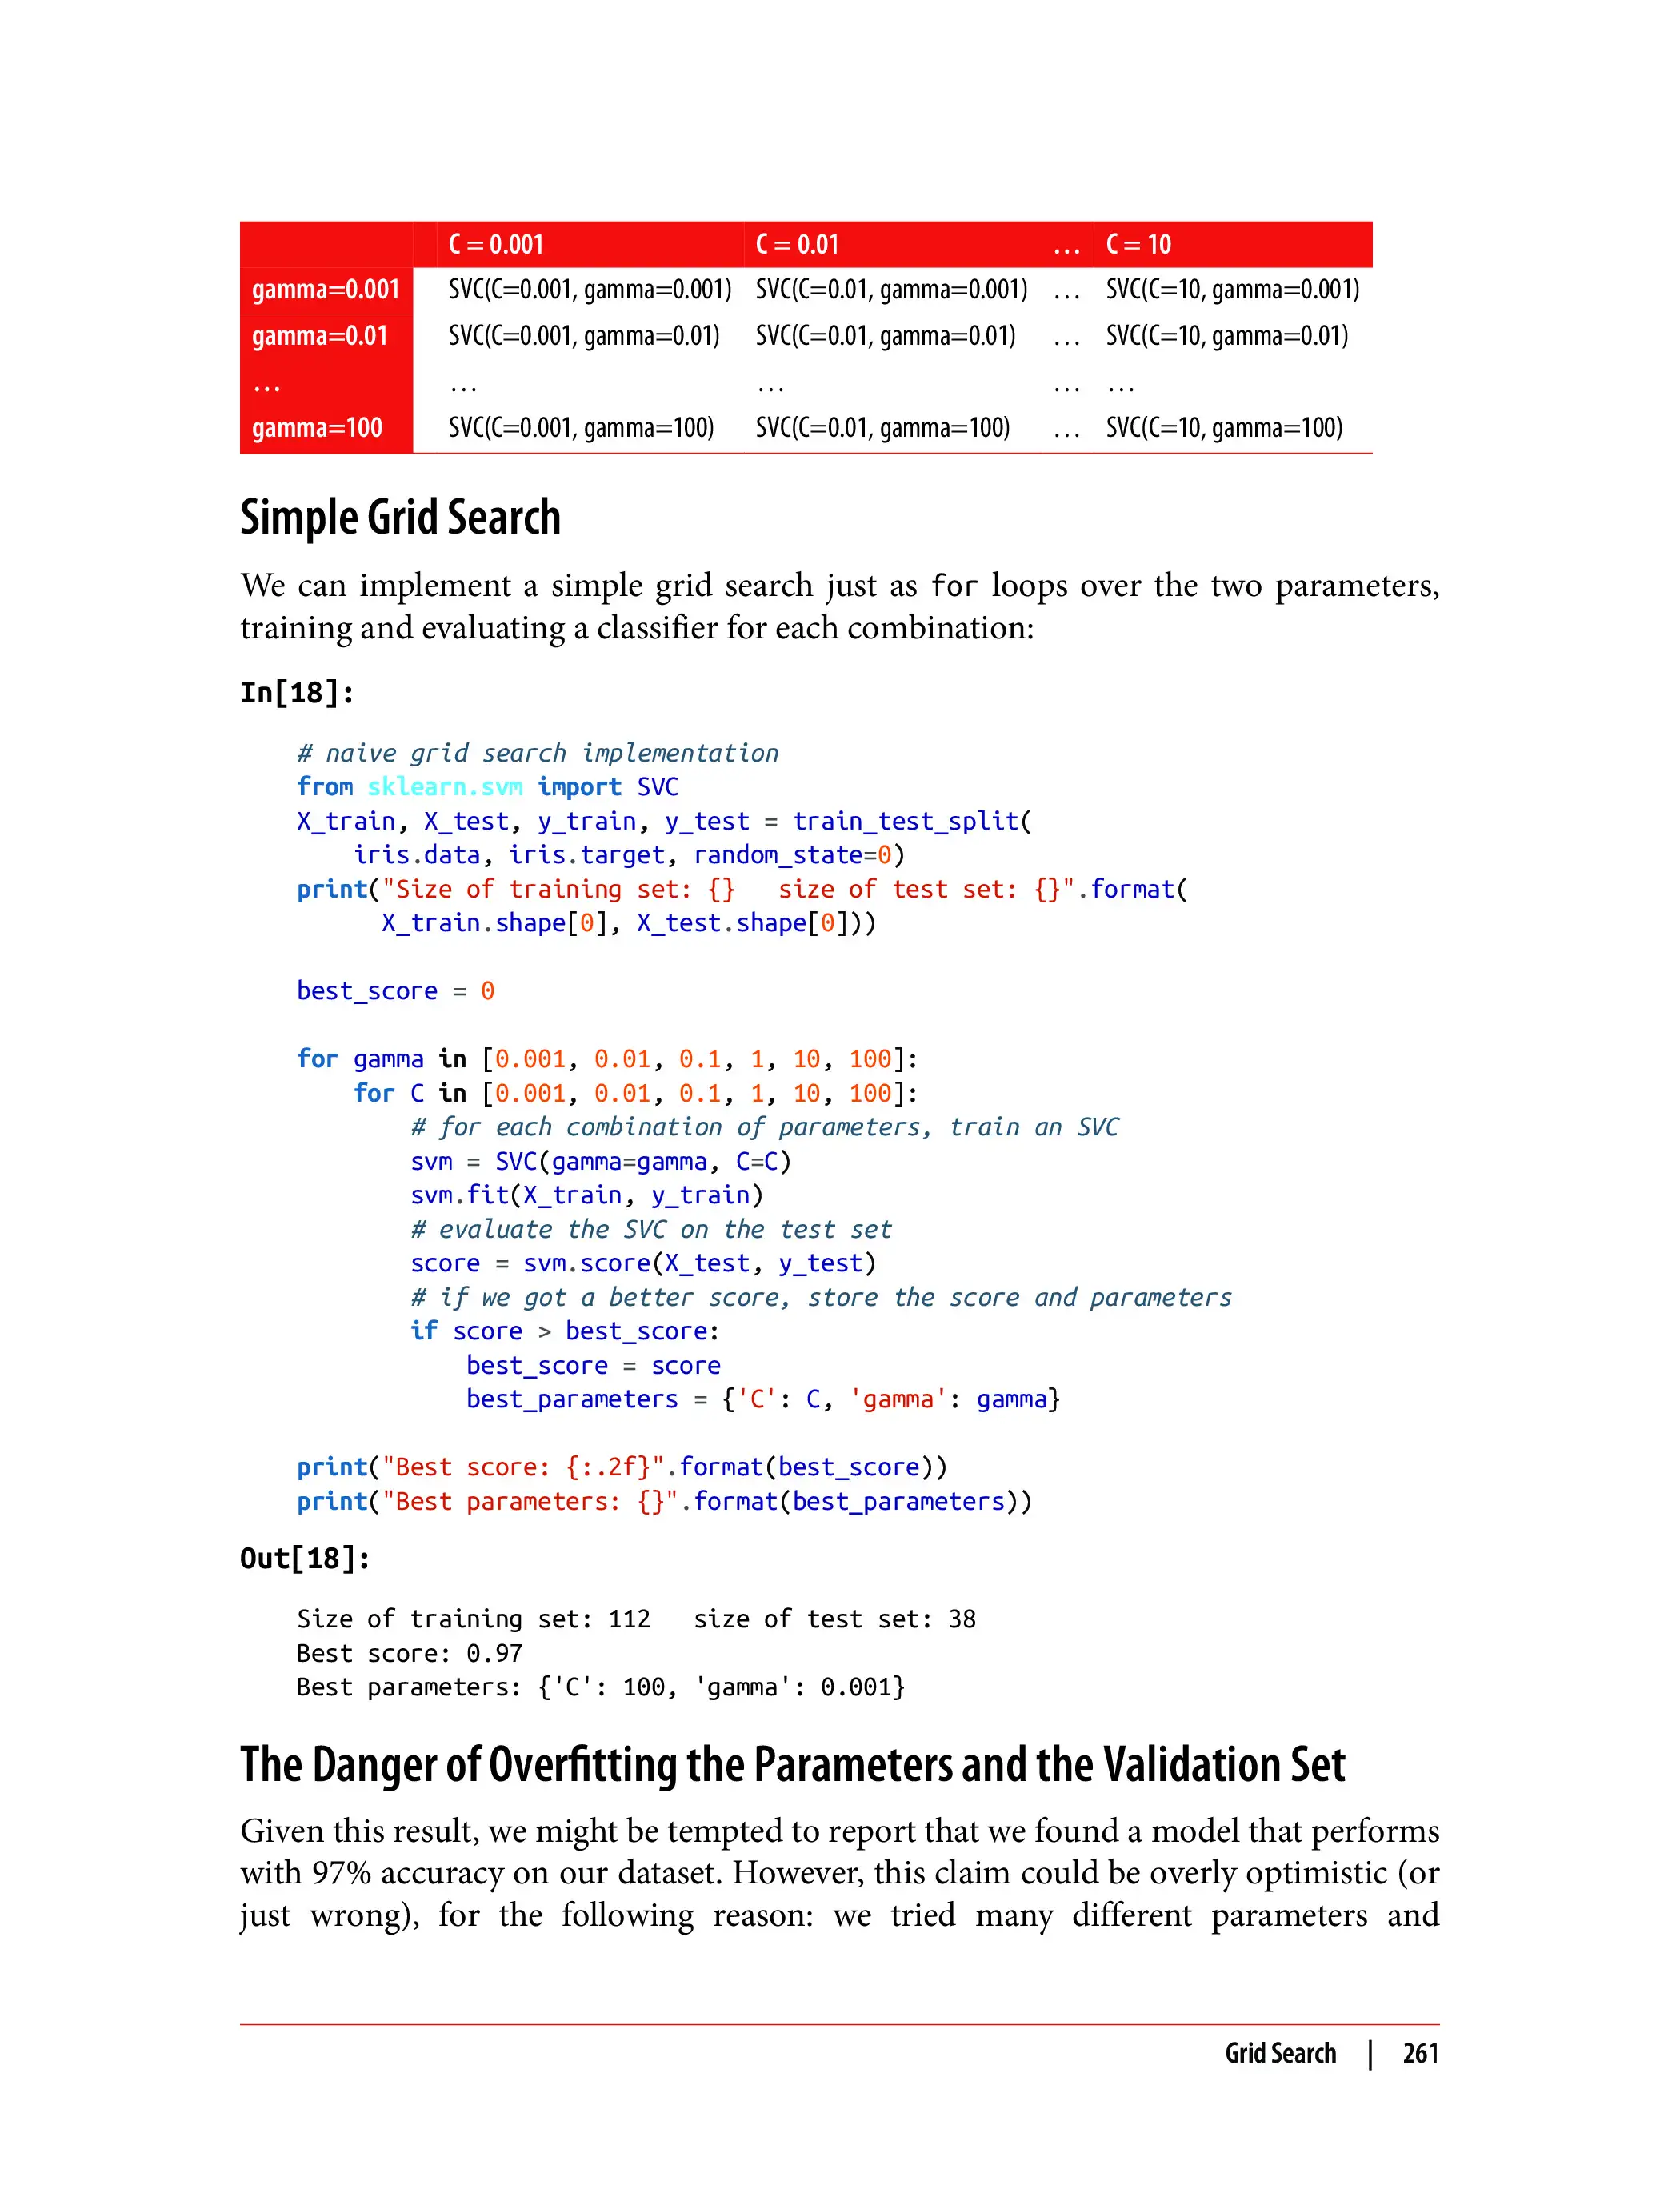 C = 0.001 C = 0.01 … C = 10
gamma=0.001 SVC(C=0.001, gamma=0.001) SVC(C=0.01, gamma=0.001) … SVC(C=10, gamma=0.001)
gamma=0.01 SVC(C=0.001, gamma=0.01) SVC(C=0.01, gamma=0.01) … SVC(C=10, gamma=0.01)
… … … … …
gamma=100 SVC(C=0.001, gamma=100) SVC(C=0.01, gamma=100) … SVC(C=10, gamma=100)
Simple Grid Search
We can implement a simple grid search just as for loops over the two parameters,
training and evaluating a classifier for each combination:
In[18]:
# naive grid search implementation
from sklearn.svm import SVC
X_train, X_test, y_train, y_test = train_test_split(
    iris.data, iris.target, random_state=0)
print("Size of training set: {}   size of test set: {}".format(
      X_train.shape[0], X_test.shape[0]))
best_score = 0
for gamma in [0.001, 0.01, 0.1, 1, 10, 100]:
    for C in [0.001, 0.01, 0.1, 1, 10, 100]:
        # for each combination of parameters, train an SVC
        svm = SVC(gamma=gamma, C=C)
        svm.fit(X_train, y_train)
        # evaluate the SVC on the test set
        score = svm.score(X_test, y_test)
        # if we got a better score, store the score and parameters
        if score > best_score:
            best_score = score
            best_parameters = {'C': C, 'gamma': gamma}
print("Best score: {:.2f}".format(best_score))
print("Best parameters: {}".format(best_parameters))
Out[18]:
Size of training set: 112   size of test set: 38
Best score: 0.97
Best parameters: {'C': 100, 'gamma': 0.001}
The Danger of Overfitting the Parameters and the Validation Set
Given this result, we might be tempted to report that we found a model that performs
with 97% accuracy on our dataset. However, this claim could be overly optimistic (or
just wrong), for the following reason: we tried many different parameters and
Grid Search | 261